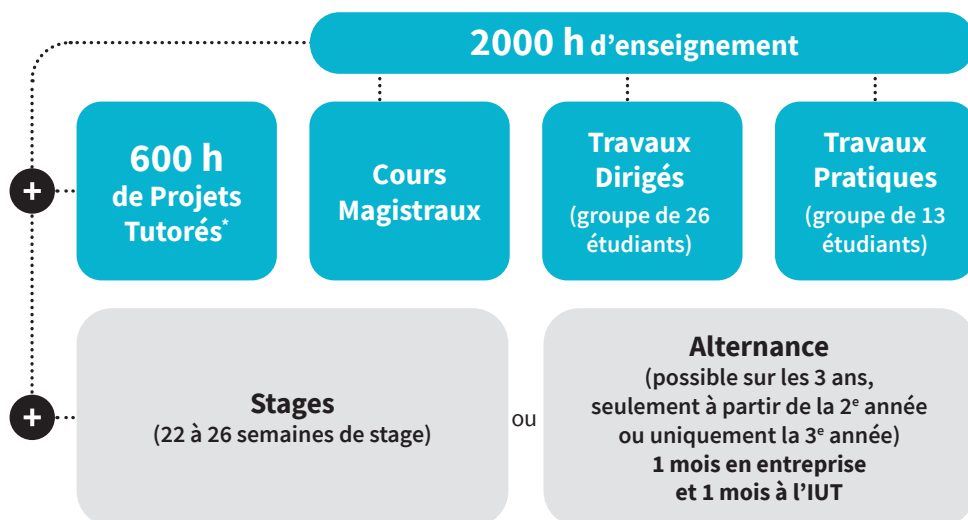 2000 h d’enseignement
600 h
de Projets
Tutorés*
Cours
Magistraux
Travaux
Dirigés
(groupe de 26
étudiants)
Travaux
Pratiques
(groupe de 13
étudiants)
+
+
Stages
(22 à 26 semaines de stage)
ou
Alternance
(possible sur les 3 ans,
seulement à partir de la 2e année
ou uniquement la 3e année)
1 mois en entreprise
et 1 mois à l’IUT